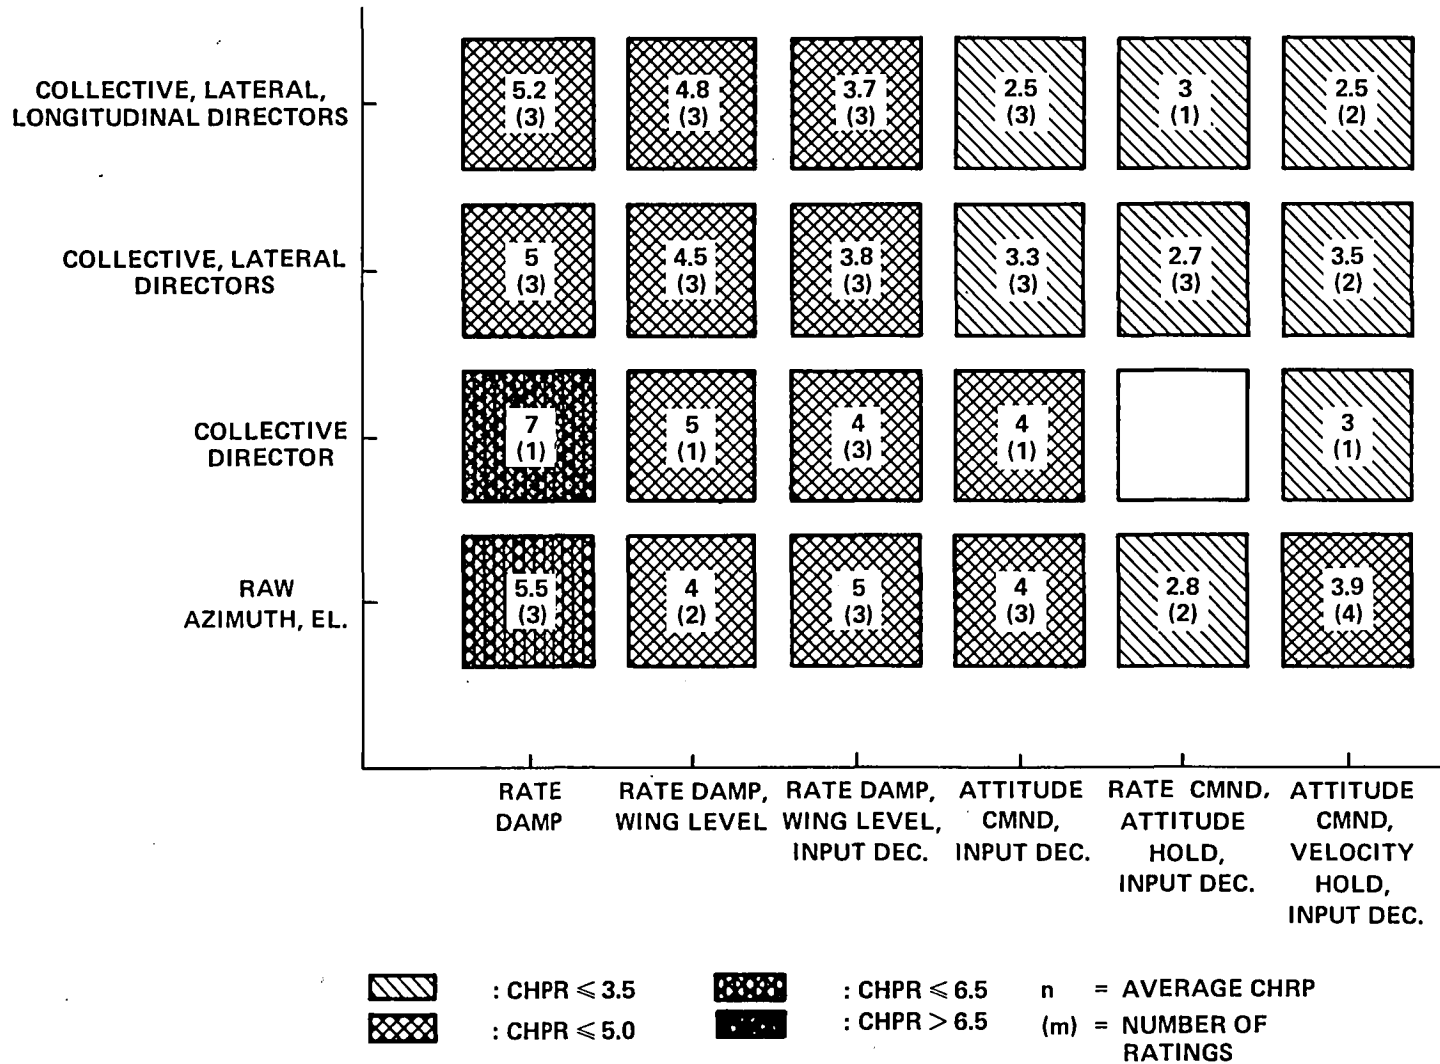 COLLECTIVE, LATERAL,
LONGITUDINAL DIRECTORS
5.2
(3)
4.8
(3)
3.7
(3)
2.5
(3)
3
(1)
2.5
(2)
COLLECTIVE, LATERAL
DIRECTORS
5
(3)
4.5
(3)
3.8
(3)
3.3
(3)
2.7
(3)
3.5
(2)
COLLECTIVE
DIRECTOR
7
(1)
5
(1)
4
(3)
4
(1)
3
(1)
RAW
AZIMUTH, EL.
5.5
(3)
4
(2)
5
(3)
4
(3)
2.8
(2)
3.9
(4)
RATE
DAMP
RATE DAMP,
WING LEVEL
RATE DAMP,
WING LEVEL,
INPUT DEC.
ATTITUDE
CMND,
INPUT DEC.
RATE CMND,
ATTITUDE
HOLD,
INPUT DEC.
ATTITUDE
CMND,
VELOCITY
HOLD,
INPUT DEC.
: CHPR ⩽ 3.5
: CHPR ⩽ 5.0
: CHPR ⩽ 6.5
: CHPR > 6.5
n = AVERAGE CHRP
(m) = NUMBER OF
RATINGS